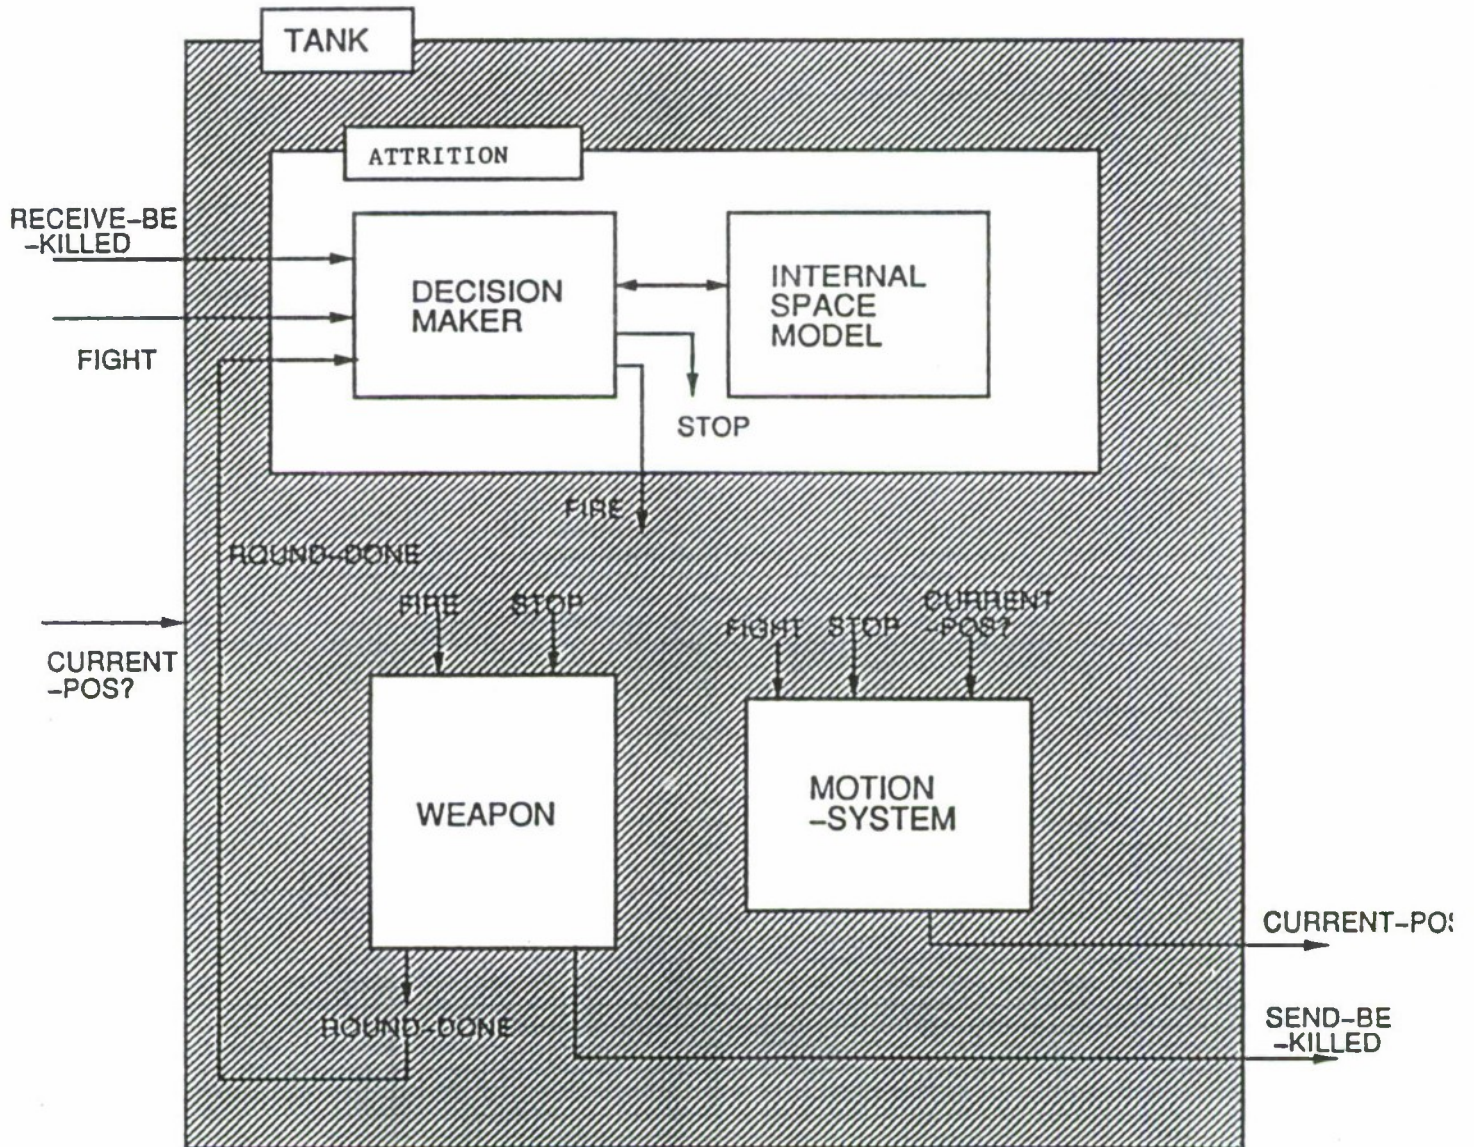 TANK
ATTRITION
RECEIVE-BE
-KILLED
DECISION
MAKER
INTERNAL
SPACE
MODEL
FIGHT
STOP
FIRE
ROUND-DONE
FIRE
STOP
FIGHT
STOP
CURRENT
-POS?
CURRENT
-POS?
WEAPON
MOTION
-SYSTEM
CURRENT-POS
ROUND-DONE
SEND-BE
-KILLED